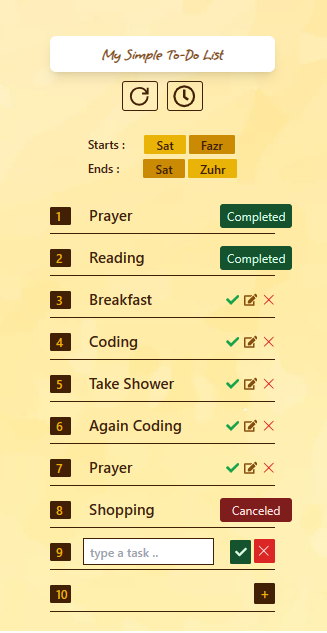 My Simple To-Do List
Starts : Sat Fazr
Ends : Sat Zuhr
1 Prayer Completed
2 Reading Completed
3 Breakfast
4 Coding
5 Take Shower
6 Again Coding
7 Prayer
8 Shopping Canceled
9 type a task ..
10 +